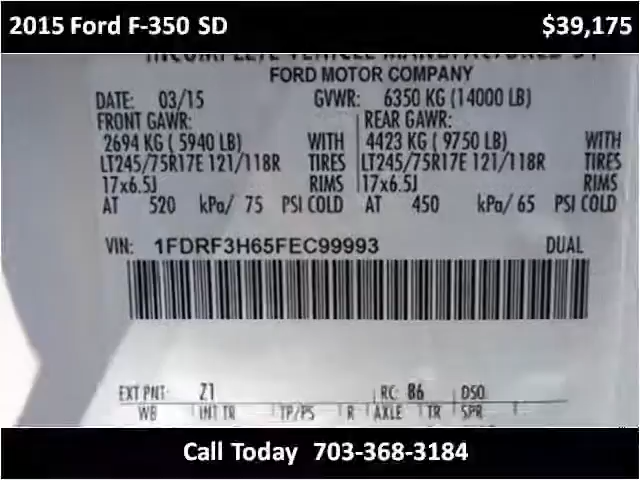 2015 Ford F-350 SD $39,175
INCOMPLETE VEHICLE MANUFACTURED BY
FORD MOTOR COMPANY
DATE: 03/15 GVWR: 6350 KG (14000 LB)
FRONT GAWR: REAR GAWR:
2694 KG ( 5940 LB) WITH 4423 KG ( 9750 LB) WITH
LT245/75R17E 121/118R TIRES LT245/75R17E 121/118R TIRES
17x6.5J RIMS 17x6.5J RIMS
AT 520 kPa/ 75 PSI COLD AT 450 kPa/ 65 PSI COLD
VIN: 1FDRF3H65FEC99993 DUAL
EXT PNT: Z1 RC: 86 DSO
WB INT TR TP/PS R AXLE TR SPR
Call Today 703-368-3184